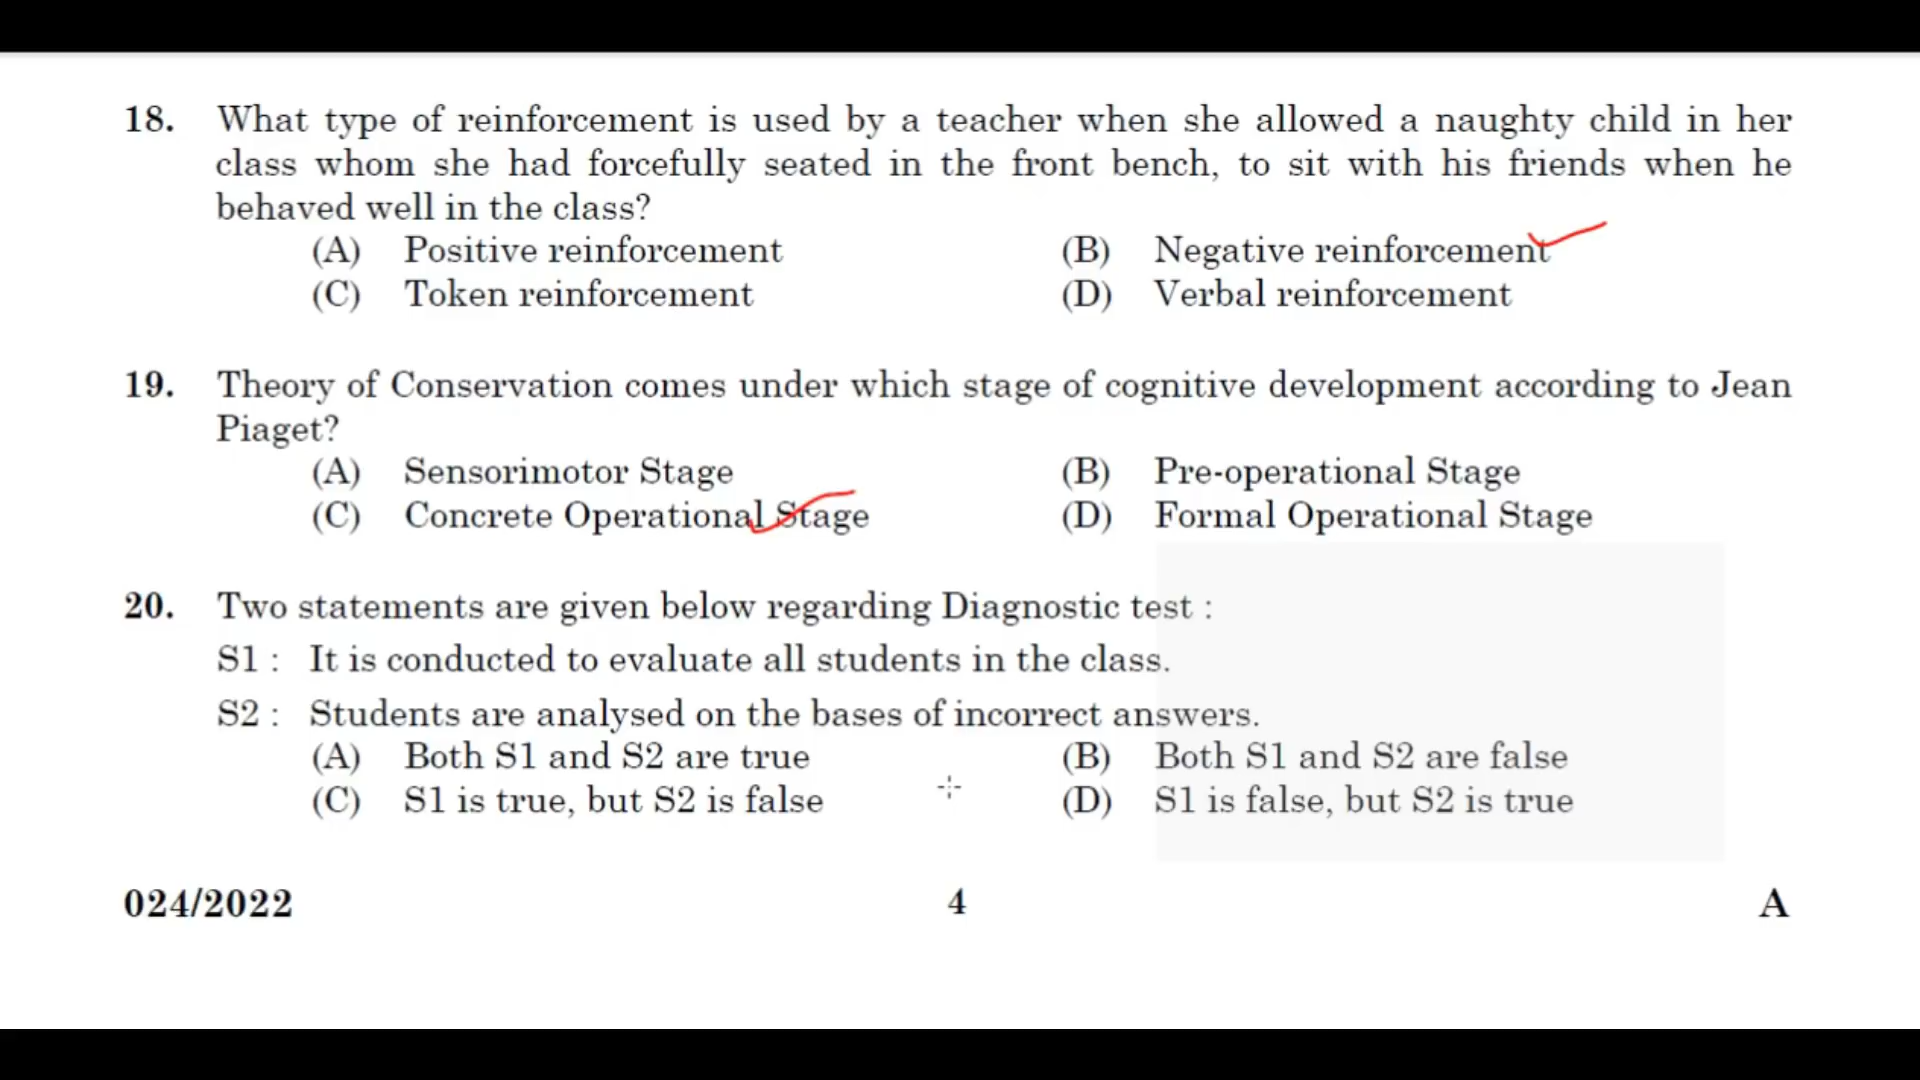 18. What type of reinforcement is used by a teacher when she allowed a naughty child in her
class whom she had forcefully seated in the front bench, to sit with his friends when he
behaved well in the class?
(A) Positive reinforcement (B) Negative reinforcement
(C) Token reinforcement (D) Verbal reinforcement
19. Theory of Conservation comes under which stage of cognitive development according to Jean
Piaget?
(A) Sensorimotor Stage (B) Pre-operational Stage
(C) Concrete Operational Stage (D) Formal Operational Stage
20. Two statements are given below regarding Diagnostic test :
S1 : It is conducted to evaluate all students in the class.
S2 : Students are analysed on the bases of incorrect answers.
(A) Both S1 and S2 are true (B) Both S1 and S2 are false
(C) S1 is true, but S2 is false (D) S1 is false, but S2 is true
024/2022 4 A